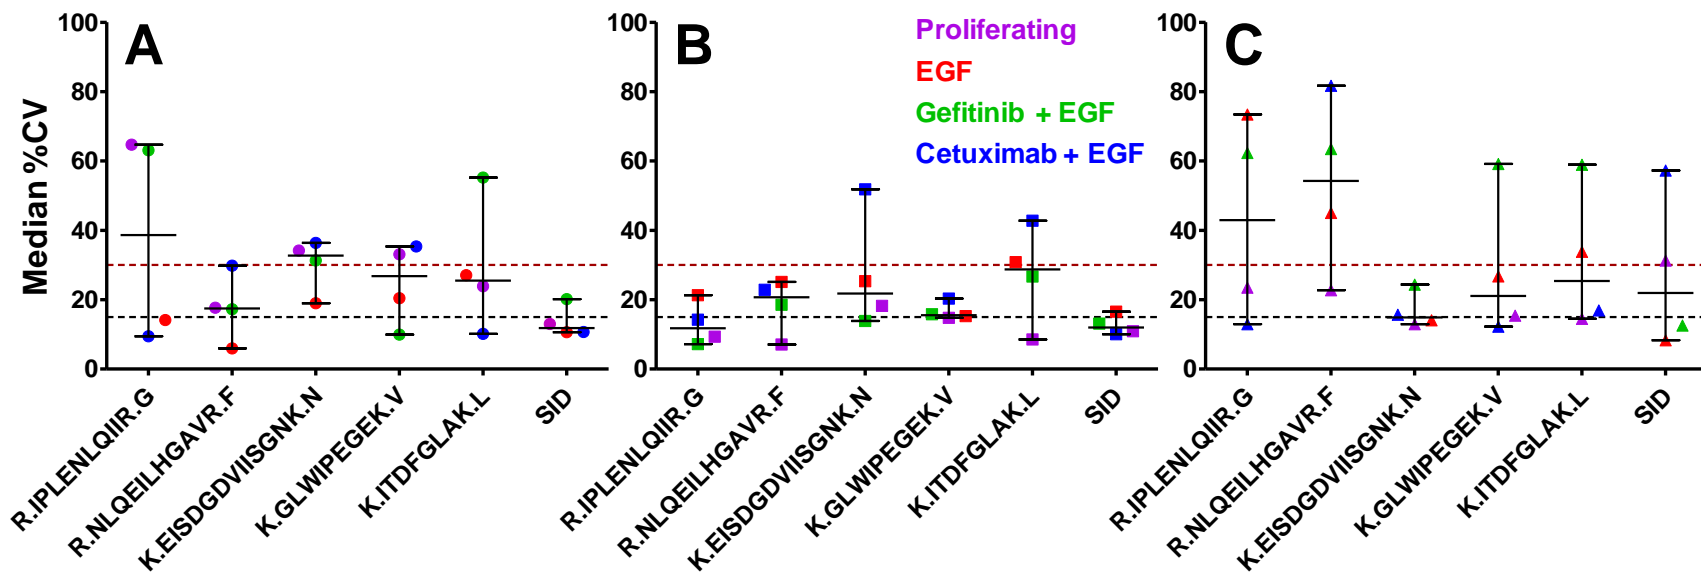 A
B
C
Proliferating
EGF
Gefitinib + EGF
Cetuximab + EGF
Median %CV
100
80
60
40
20
0
R.IPLENLQIIR.G
R.NLQEILHGAVR.F
K.EISDGDVIISGNK.N
K.GLWIPEGEK.V
K.ITDFGLAK.L
SID
100
80
60
40
20
0
R.IPLENLQIIR.G
R.NLQEILHGAVR.F
K.EISDGDVIISGNK.N
K.GLWIPEGEK.V
K.ITDFGLAK.L
SID
100
80
60
40
20
0
R.IPLENLQIIR.G
R.NLQEILHGAVR.F
K.EISDGDVIISGNK.N
K.GLWIPEGEK.V
K.ITDFGLAK.L
SID